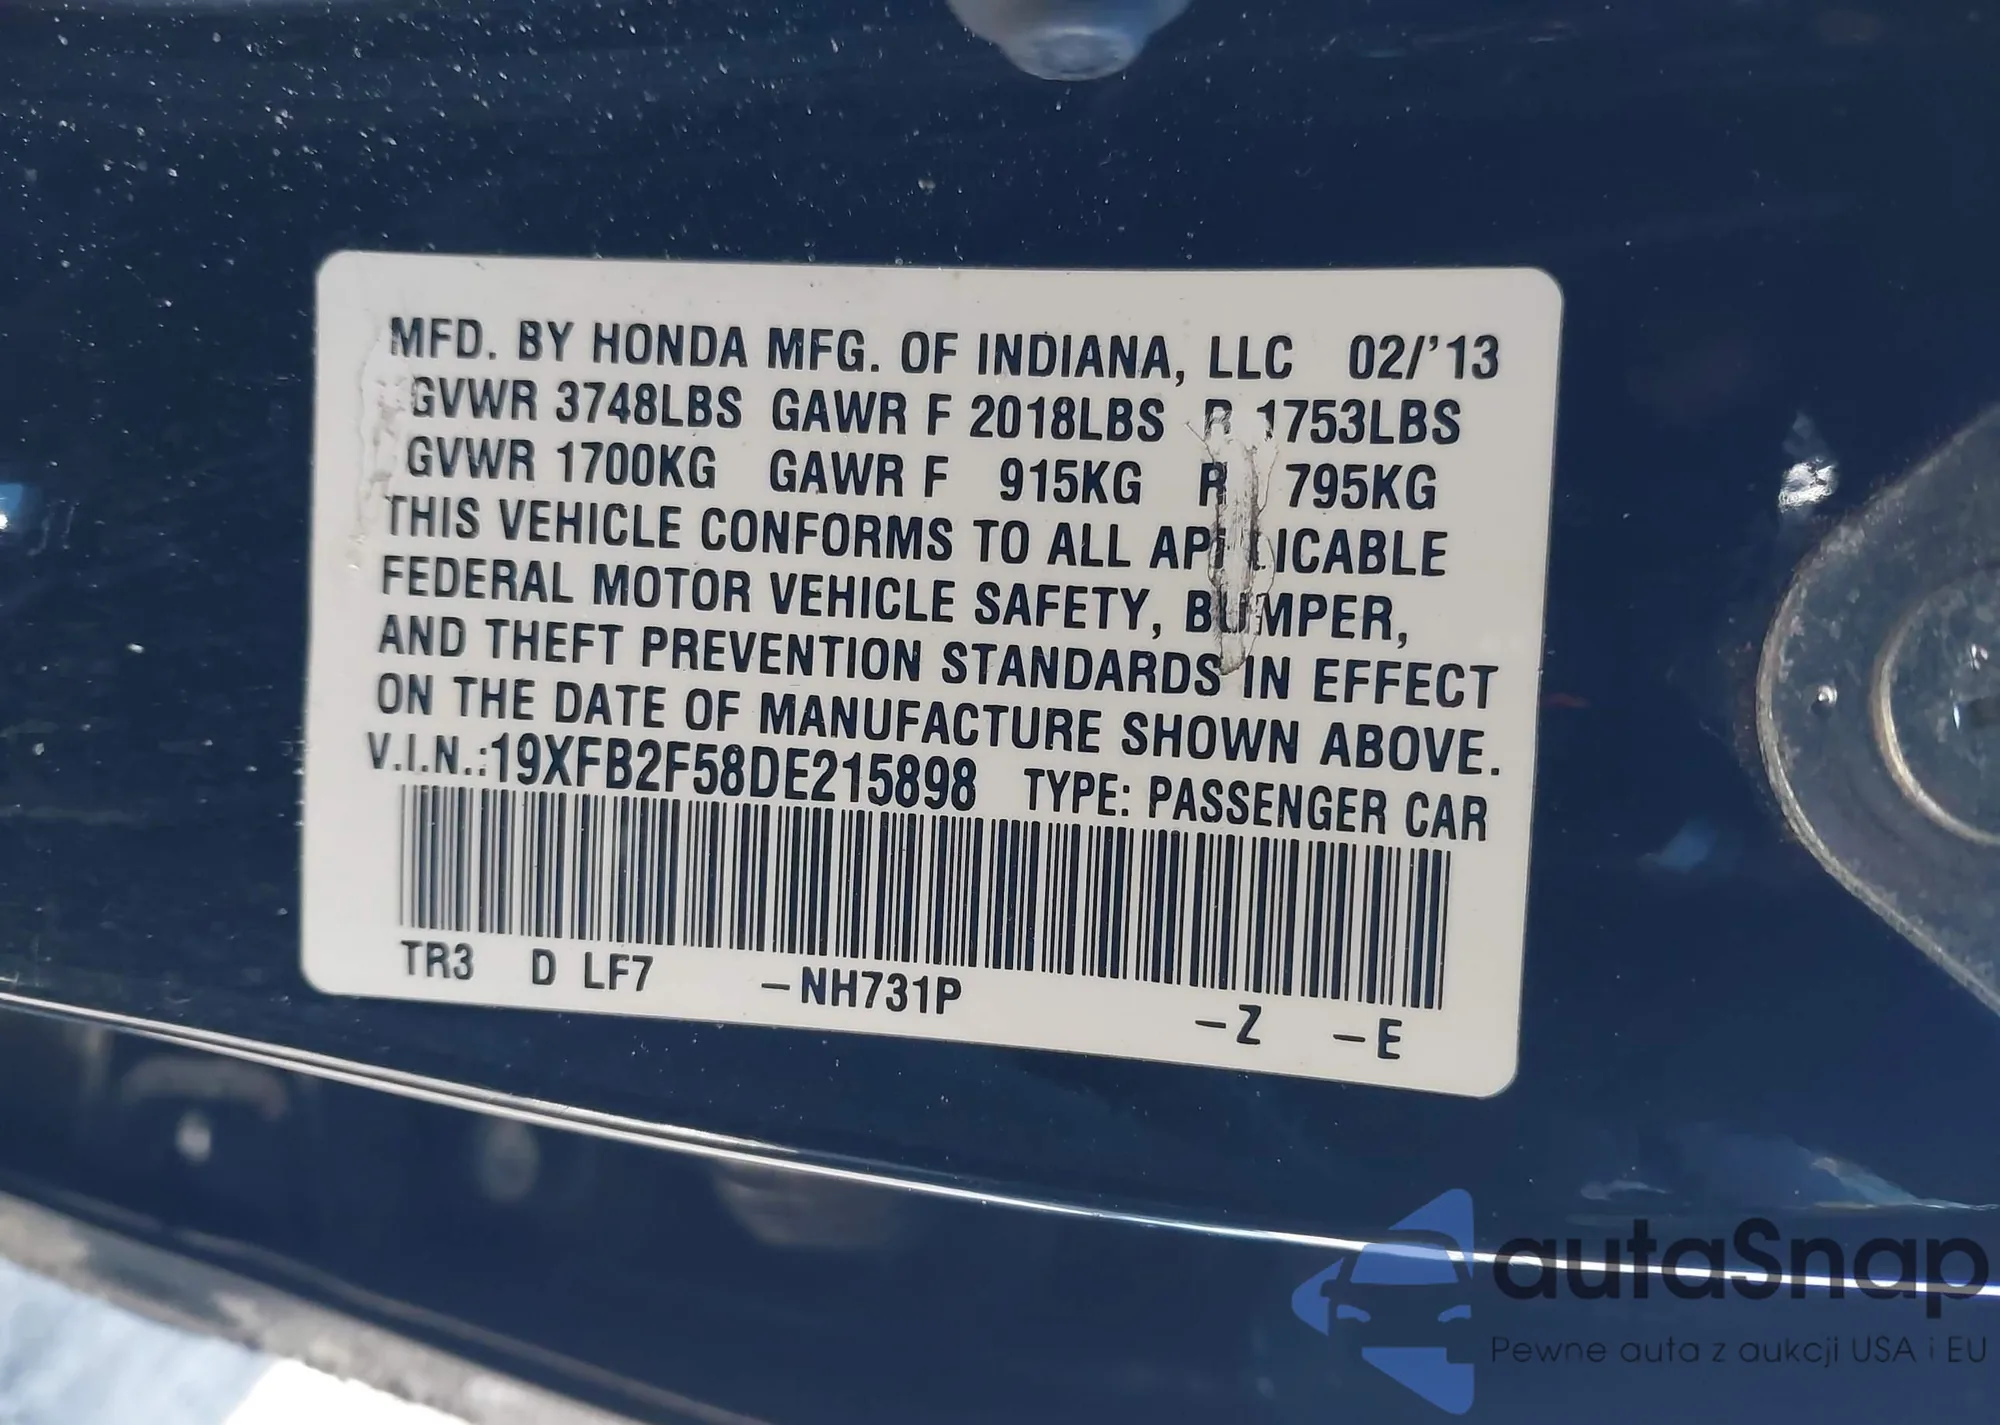 MFD. BY HONDA MFG. OF INDIANA, LLC 02/'13
GVWR 3748LBS GAWR F 2018LBS R 1753LBS
GVWR 1700KG GAWR F 915KG R 795KG
THIS VEHICLE CONFORMS TO ALL APPLICABLE
FEDERAL MOTOR VEHICLE SAFETY, BUMPER,
AND THEFT PREVENTION STANDARDS IN EFFECT
ON THE DATE OF MANUFACTURE SHOWN ABOVE.
V.I.N.:19XFB2F58DE215898 TYPE: PASSENGER CAR
TR3 D LF7 –NH731P –Z –E
autaSnap
Pewne auta z aukcji USA i EU